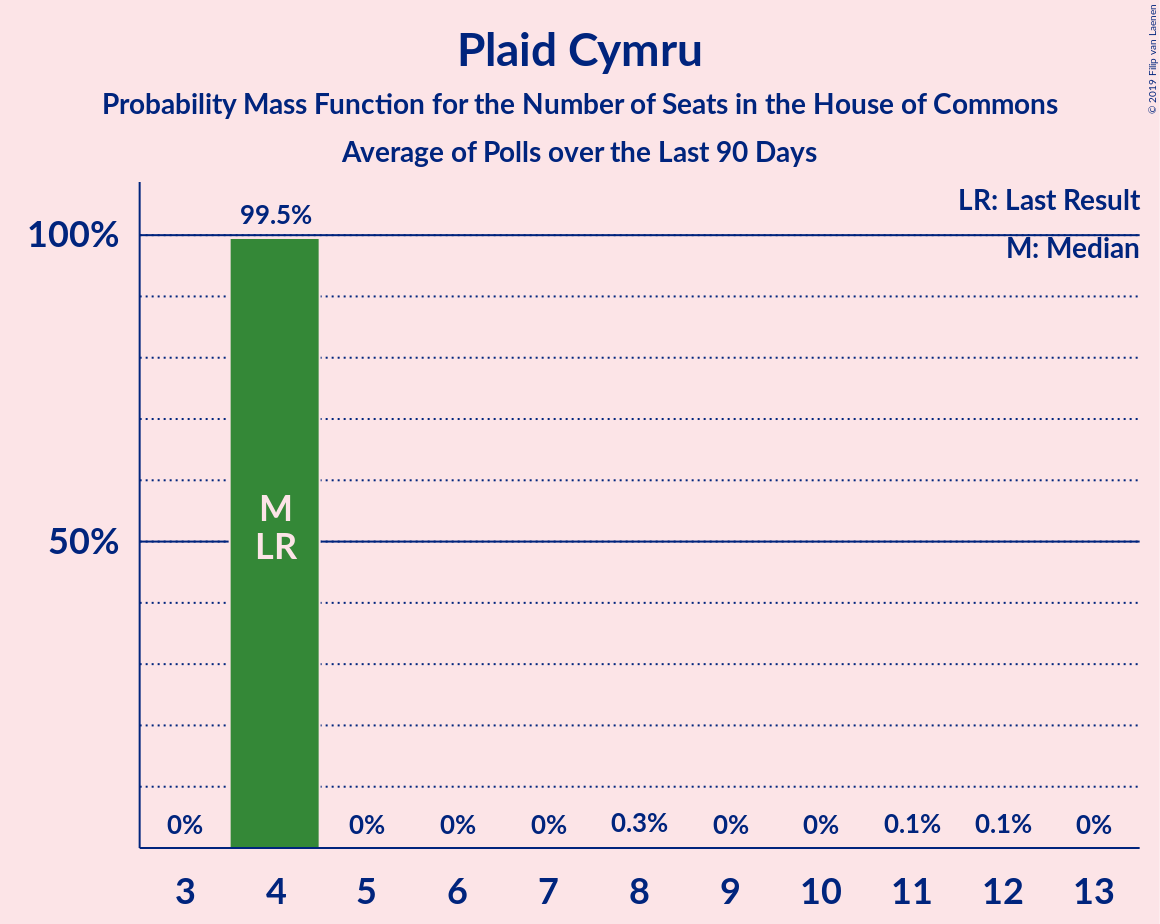 Plaid Cymru
Probability Mass Function for the Number of Seats in the House of Commons
Average of Polls over the Last 90 Days
© 2019 Filip van Laenen
LR: Last Result
M: Median
99.5%
100%
50%
M
LR
0% 0% 0% 0% 0.3% 0% 0% 0.1% 0.1% 0%
3 4 5 6 7 8 9 10 11 12 13